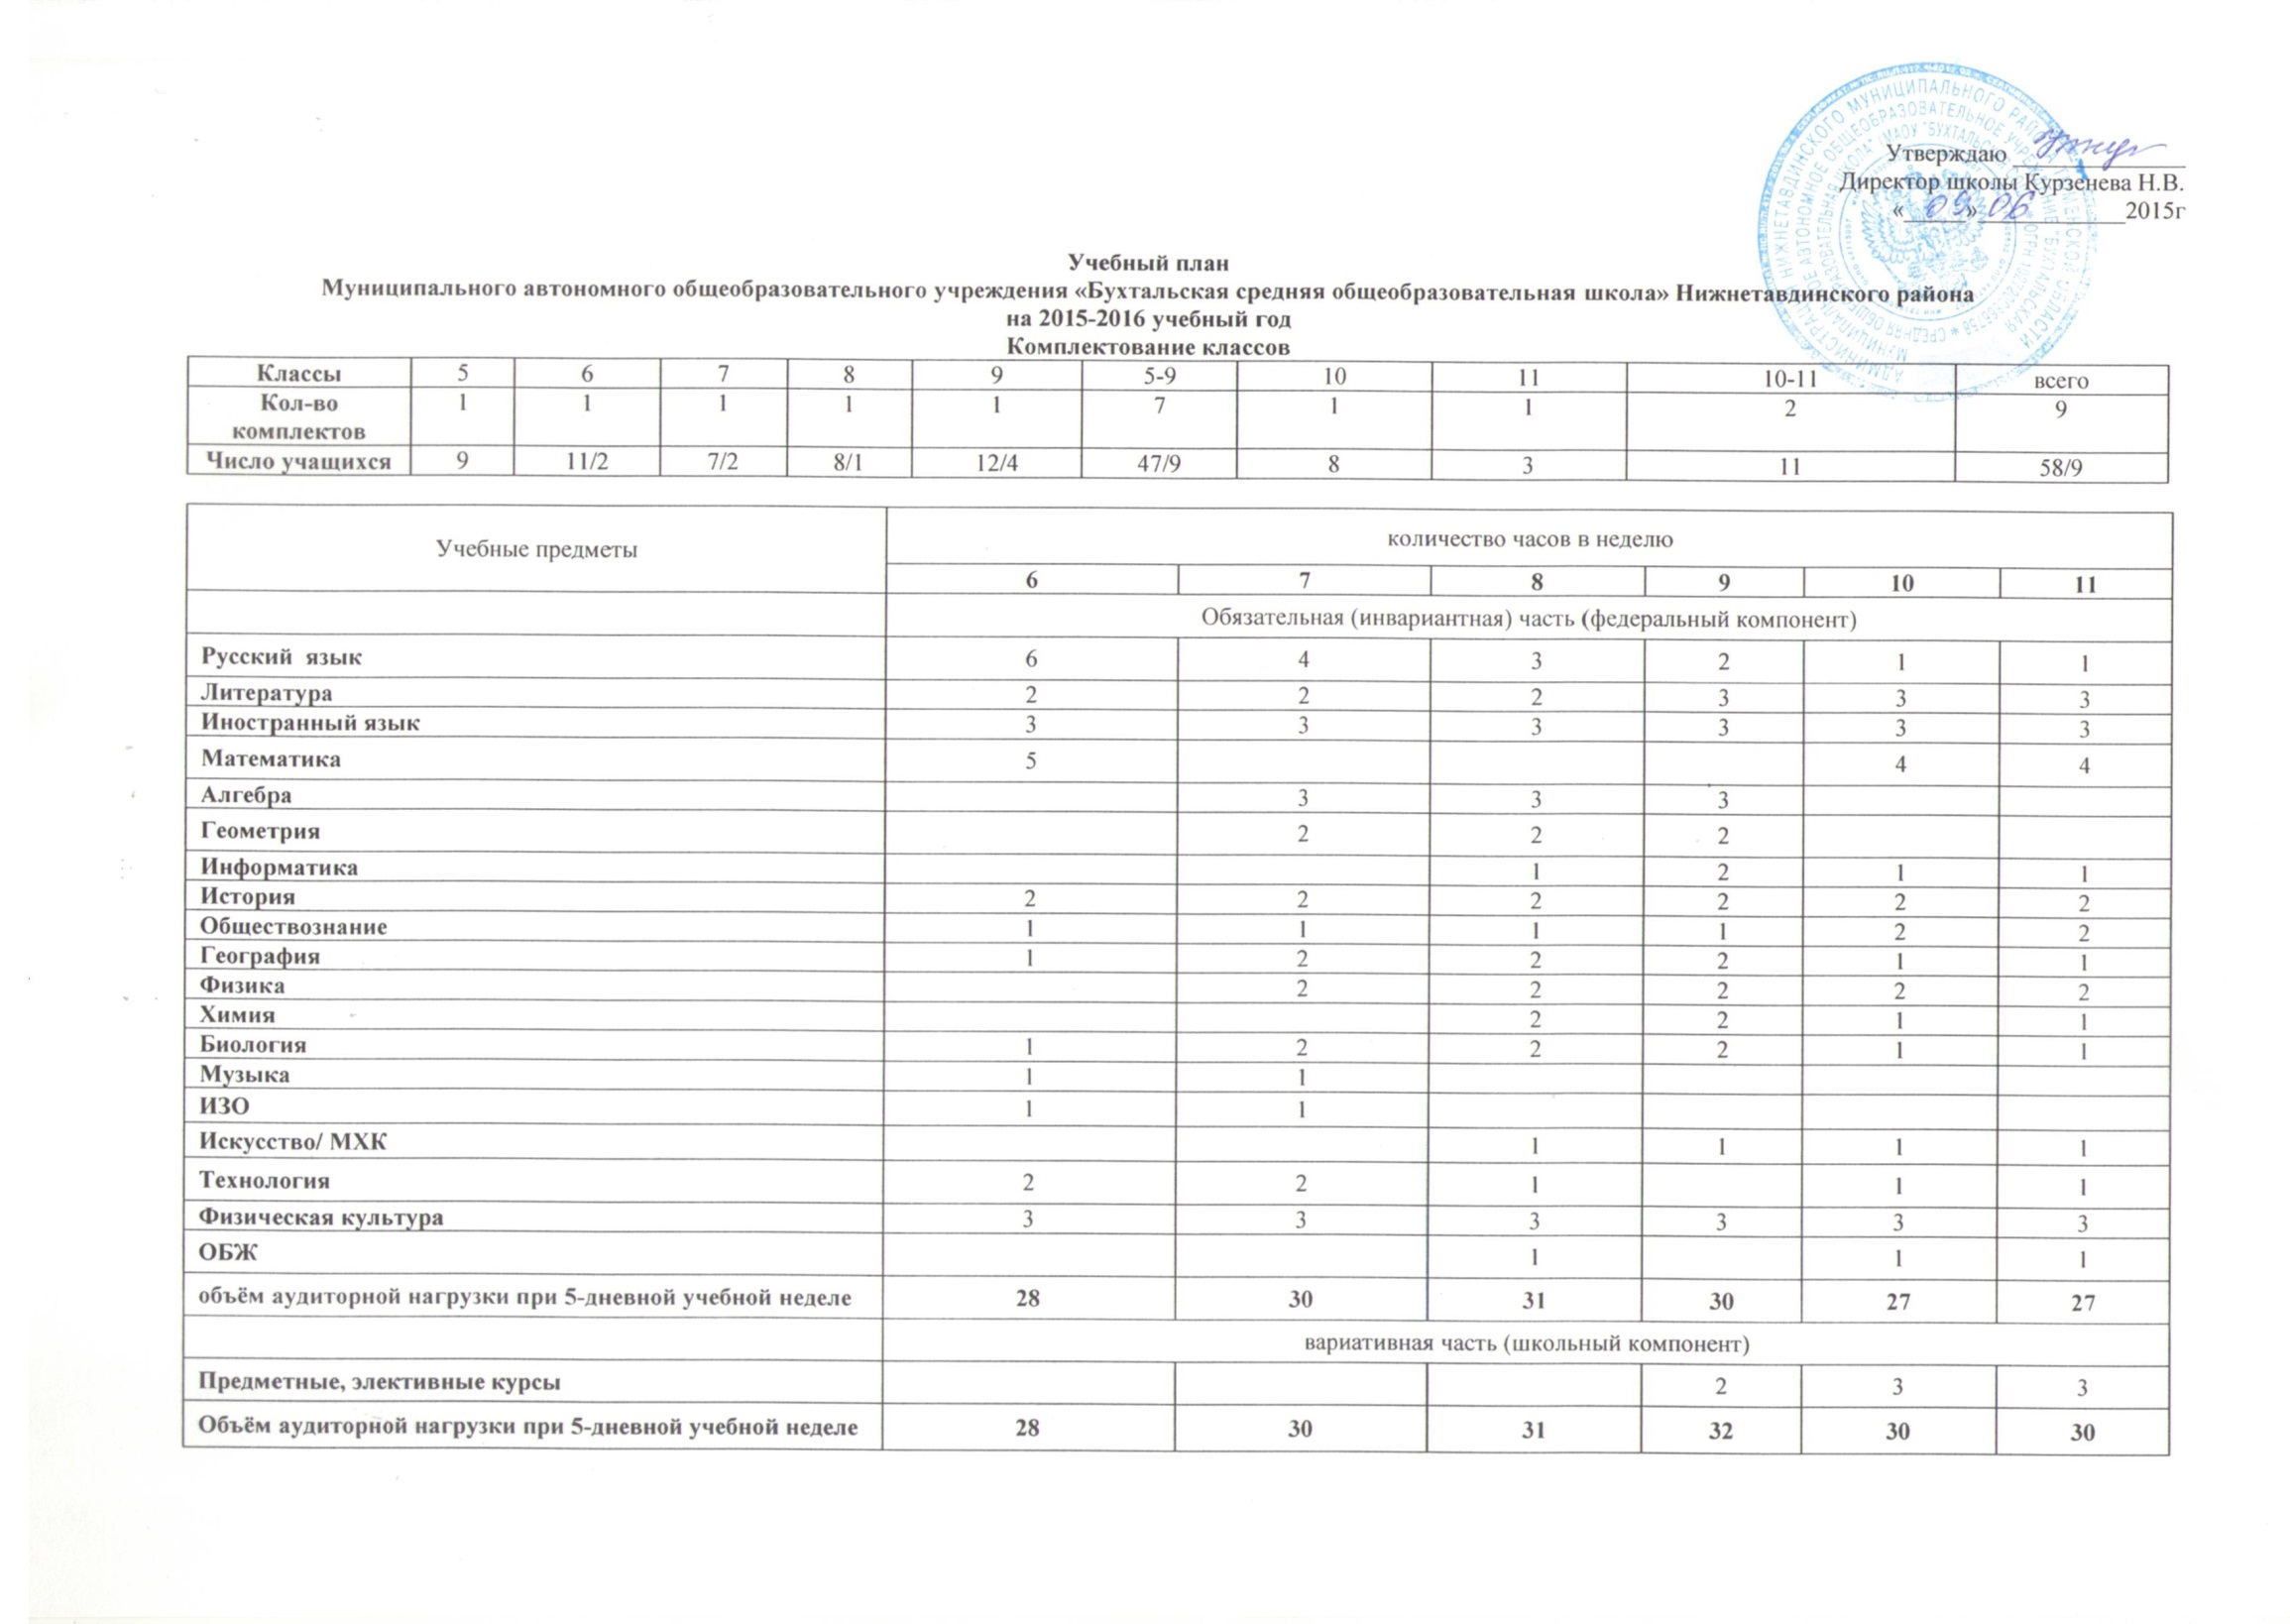 Утверждаю
Директор школы Курзенева Н.В.
« 09 » 06 2015г
Учебный план
Муниципального автономного общеобразовательного учреждения «Бухтальская средняя общеобразовательная школа» Нижнетавдинского района
на 2015-2016 учебный год
Комплектование классов
Классы 5 6 7 8 9 5-9 10 11 10-11 всего
Кол-во комплектов 1 1 1 1 1 7 1 1 2 9
Число учащихся 9 11/2 7/2 8/1 12/4 47/9 8 3 11 58/9
Учебные предметы количество часов в неделю
6 7 8 9 10 11
Обязательная (инвариантная) часть (федеральный компонент)
Русский язык 6 4 3 2 1 1
Литература 2 2 2 3 3 3
Иностранный язык 3 3 3 3 3 3
Математика 5 4 4
Алгебра 3 3 3
Геометрия 2 2 2
Информатика 1 2 1 1
История 2 2 2 2 2 2
Обществознание 1 1 1 1 2 2
География 1 2 2 2 1 1
Физика 2 2 2 2 2
Химия 2 2 1 1
Биология 1 2 2 2 1 1
Музыка 1 1
ИЗО 1 1
Искусство/ МХК 1 1 1 1
Технология 2 2 1 1 1
Физическая культура 3 3 3 3 3 3
ОБЖ 1 1 1
объём аудиторной нагрузки при 5-дневной учебной неделе 28 30 31 30 27 27
вариативная часть (школьный компонент)
Предметные, элективные курсы 2 3 3
Объём аудиторной нагрузки при 5-дневной учебной неделе 28 30 31 32 30 30